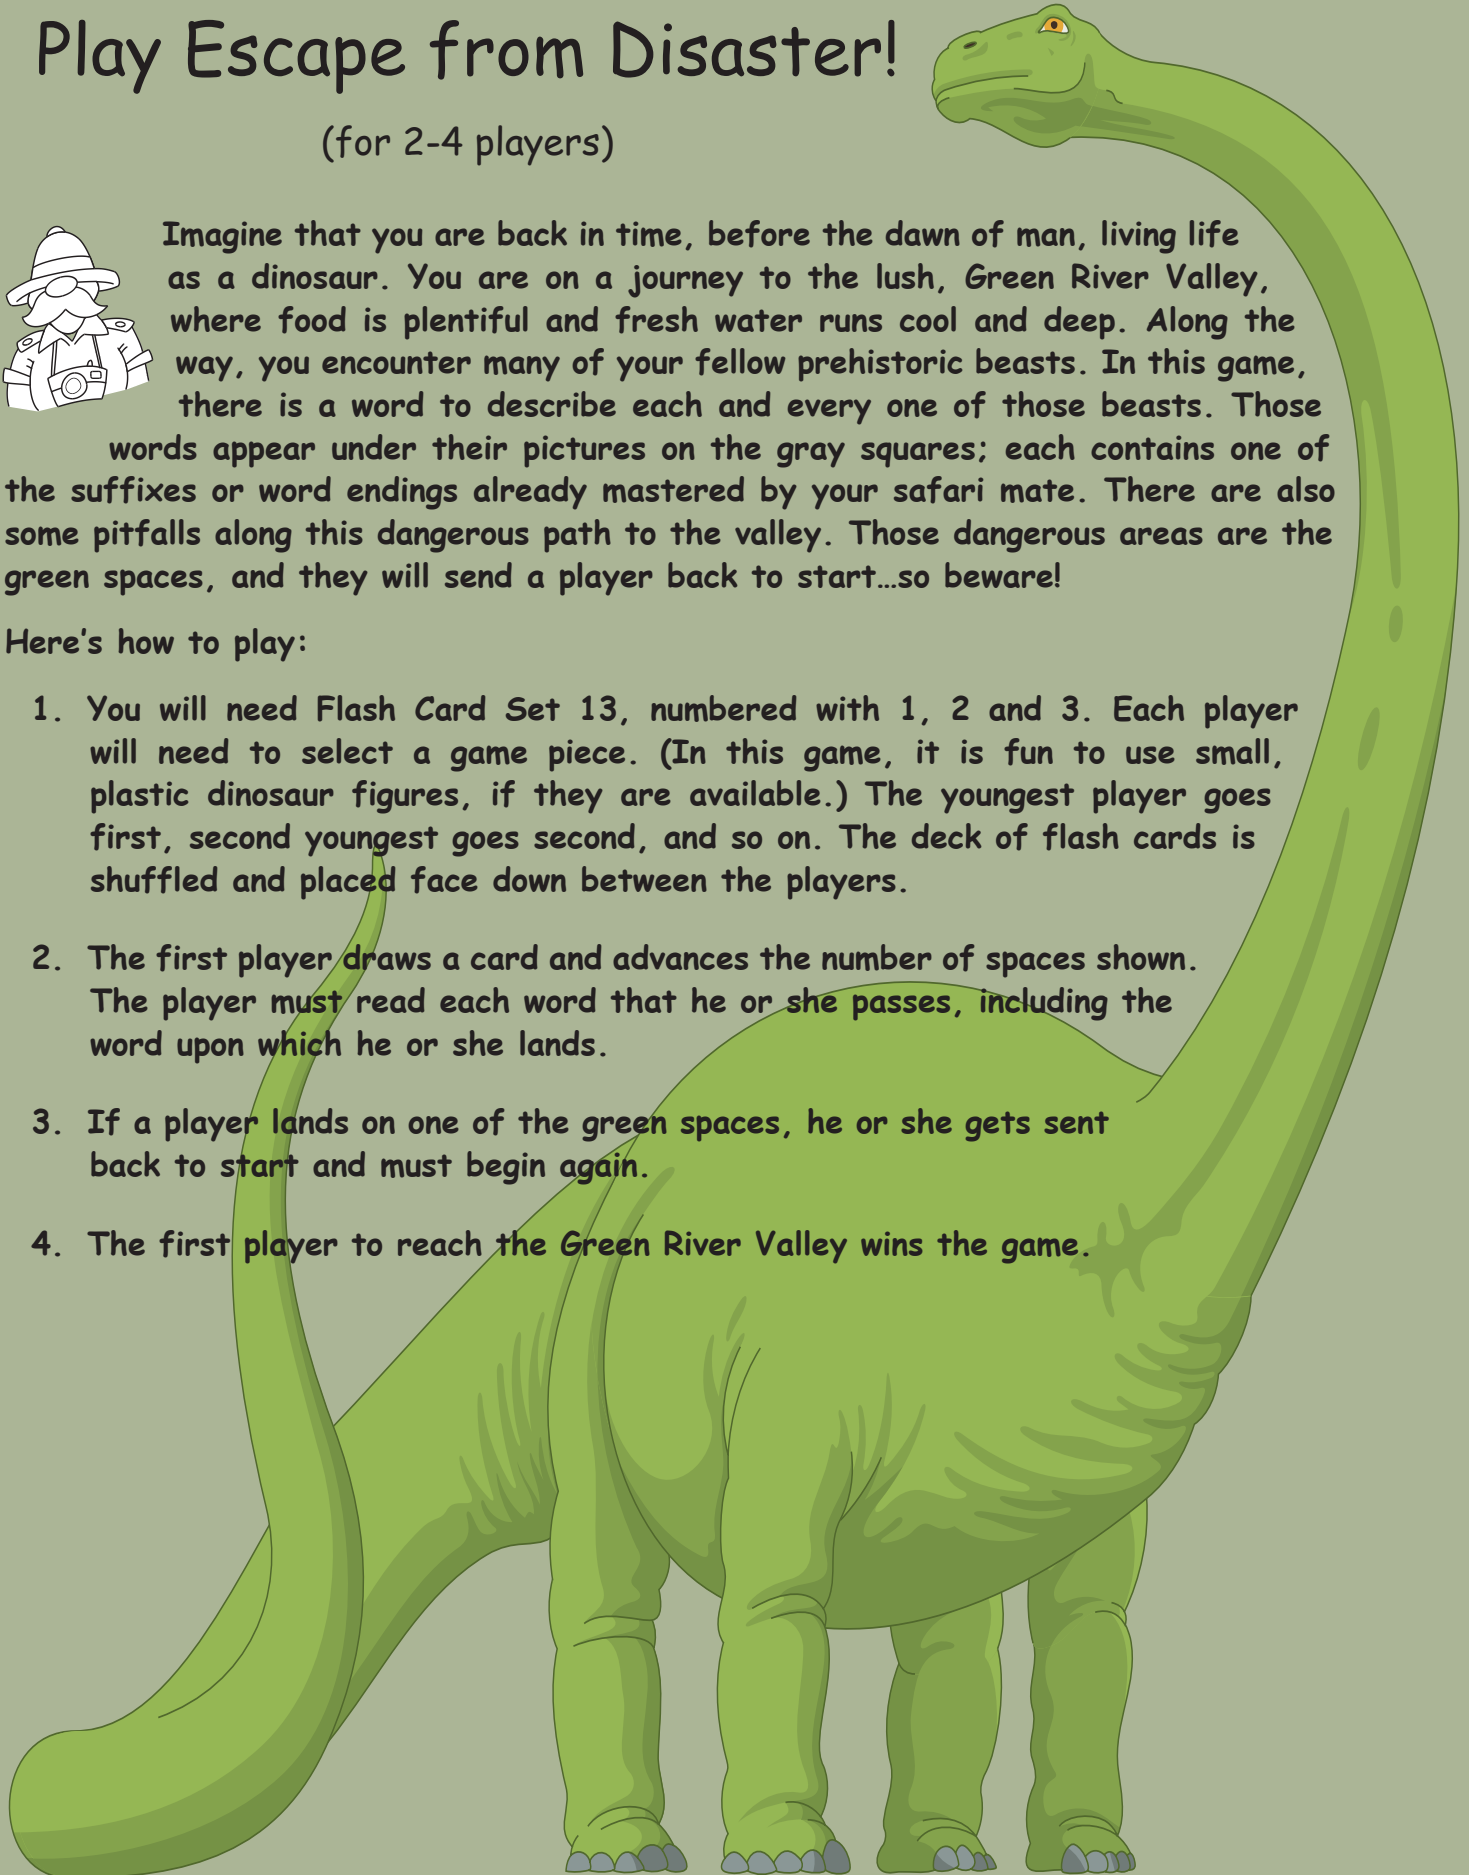 Play Escape from Disaster!
(for 2-4 players)
Imagine that you are back in time, before the dawn of man, living life
as a dinosaur. You are on a journey to the lush, Green River Valley,
where food is plentiful and fresh water runs cool and deep. Along the
way, you encounter many of your fellow prehistoric beasts. In this game,
there is a word to describe each and every one of those beasts. Those
words appear under their pictures on the gray squares; each contains one of
the suffixes or word endings already mastered by your safari mate. There are also
some pitfalls along this dangerous path to the valley. Those dangerous areas are the
green spaces, and they will send a player back to start...so beware!
Here's how to play:
1. You will need Flash Card Set 13, numbered with 1, 2 and 3. Each player
will need to select a game piece. (In this game, it is fun to use small,
plastic dinosaur figures, if they are available.) The youngest player goes
first, second youngest goes second, and so on. The deck of flash cards is
shuffled and placed face down between the players.
2. The first player draws a card and advances the number of spaces shown.
The player must read each word that he or she passes, including the
word upon which he or she lands.
3. If a player lands on one of the green spaces, he or she gets sent
back to start and must begin again.
4. The first player to reach the Green River Valley wins the game.